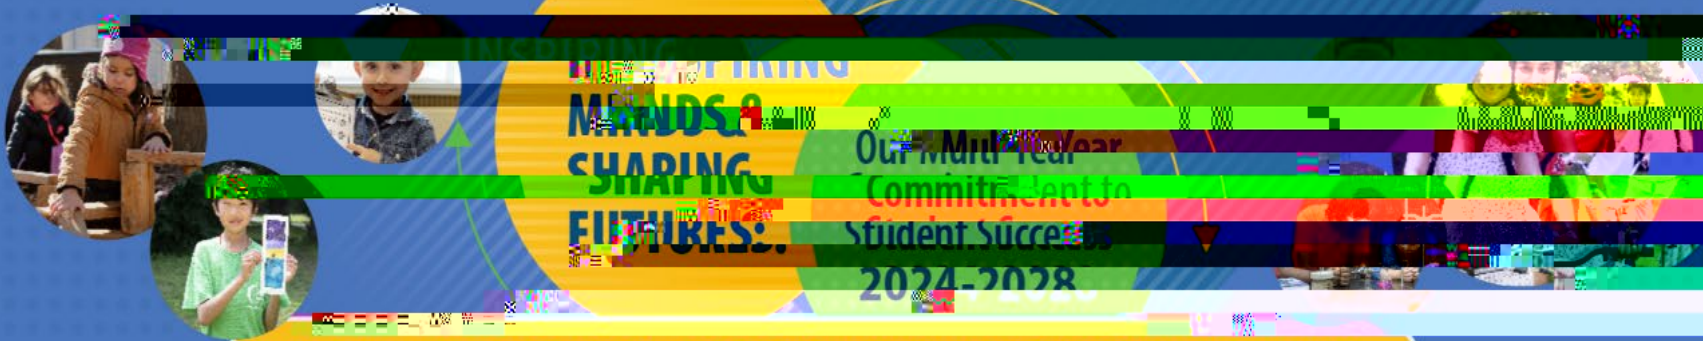 INSPIRING
MINDS &
SHAPING
FUTURES:
Our Multi-Year
Commitment to
Student Success
2024-2028